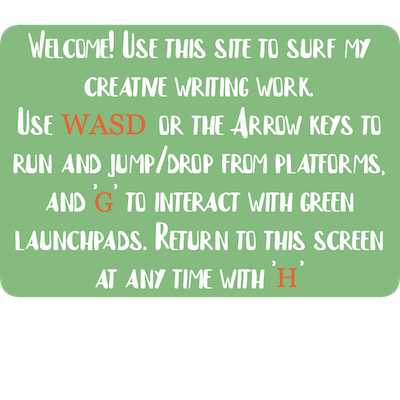 Welcome! Use this site to surf my
creative writing work.
Use WASD or the Arrow keys to
run and jump/drop from platforms,
and 'G' to interact with green
launchpads. Return to this screen
at any time with 'H'